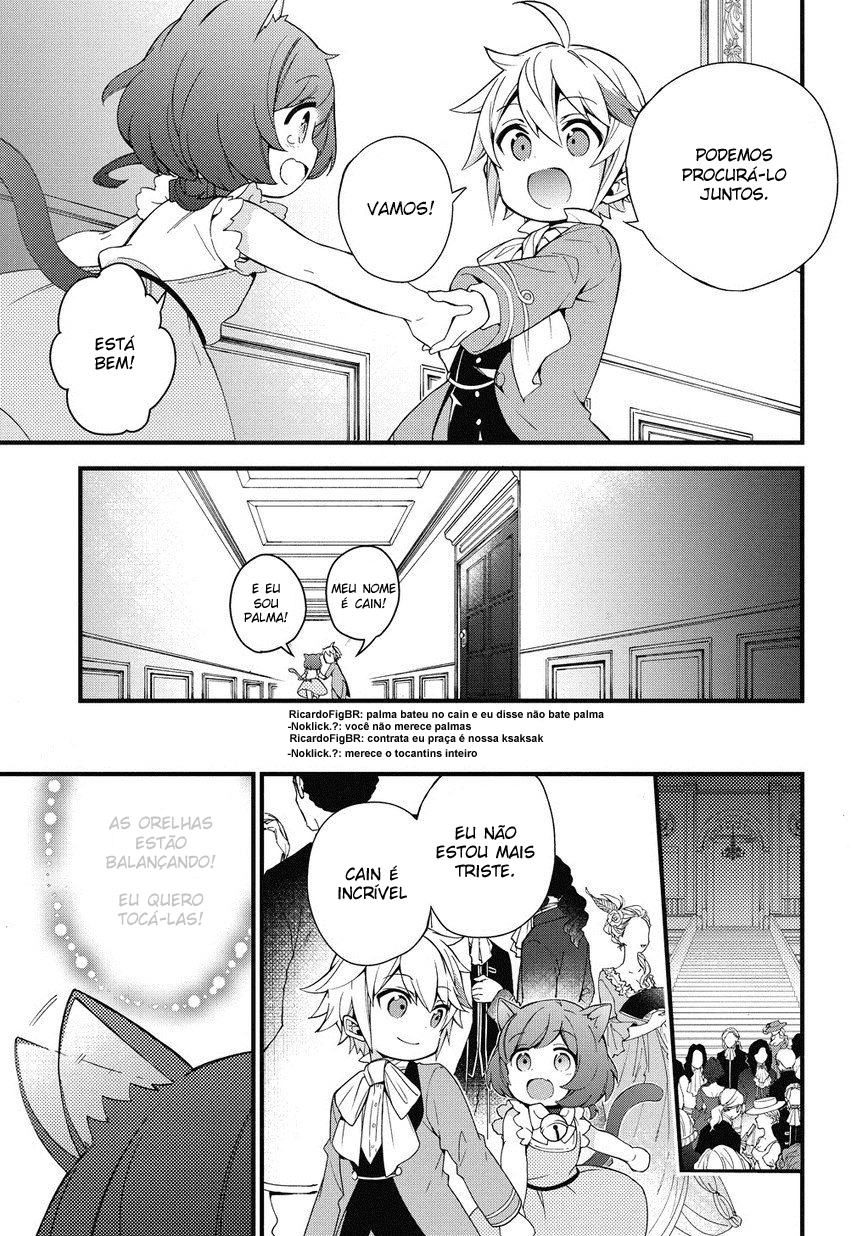 PODEMOS
PROCURÁ-LO
JUNTOS.
VAMOS!
ESTÁ
BEM!
MEU NOME
É CAIN!
E EU
SOU
PALMA!
RicardoFigBR: palma bateu no cain e eu disse não bate palma
-Noklick.?: você não merece palmas
RicardoFigBR: contrata eu praça é nossa ksaksak
-Noklick.?: merece o tocantins inteiro
EU NÃO
ESTOU MAIS
TRISTE.
CAIN É
INCRÍVEL
AS ORELHAS
ESTÃO
BALANÇANDO!
EU QUERO
TOCÁ-LAS!